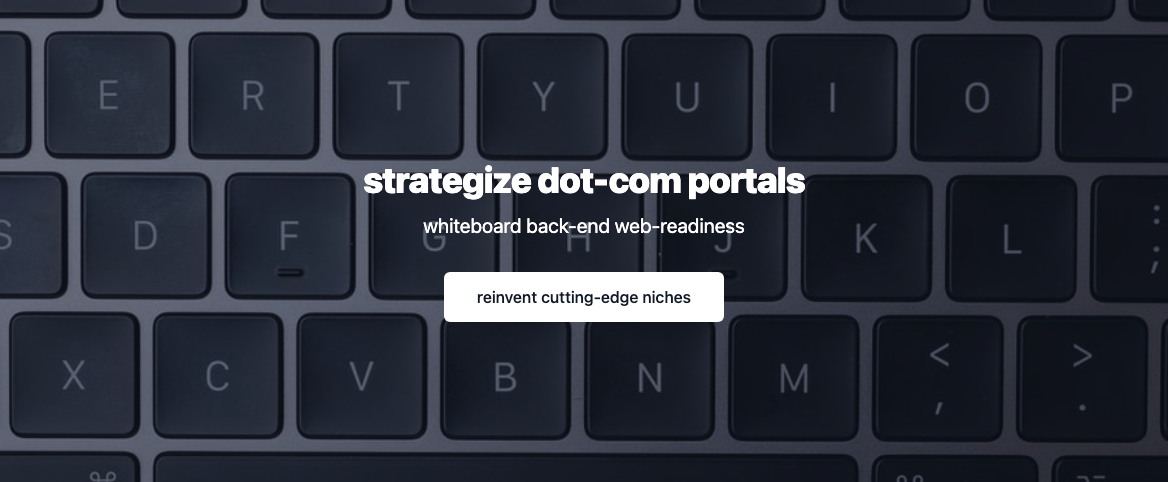 E R T Y U I O P
strategize dot-com portals
S D F G H J K L : ;
whiteboard back-end web-readiness
reinvent cutting-edge niches
X C V B N M < , > .
⌘ ⌘ ⌥